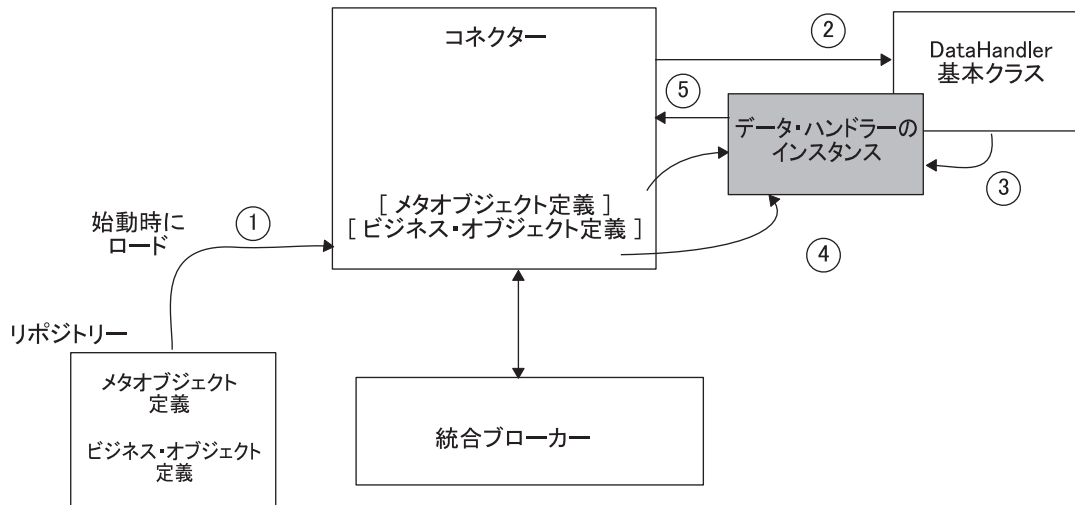 コネクター
②
DataHandler
基本クラス
⑤
データ・ハンドラーの
インスタンス
③
[ メタオブジェクト定義 ]
[ ビジネス・オブジェクト定義 ]
④
始動時に
ロード
①
リポジトリー
メタオブジェクト
定義
ビジネス・オブジェクト
定義
統合ブローカー